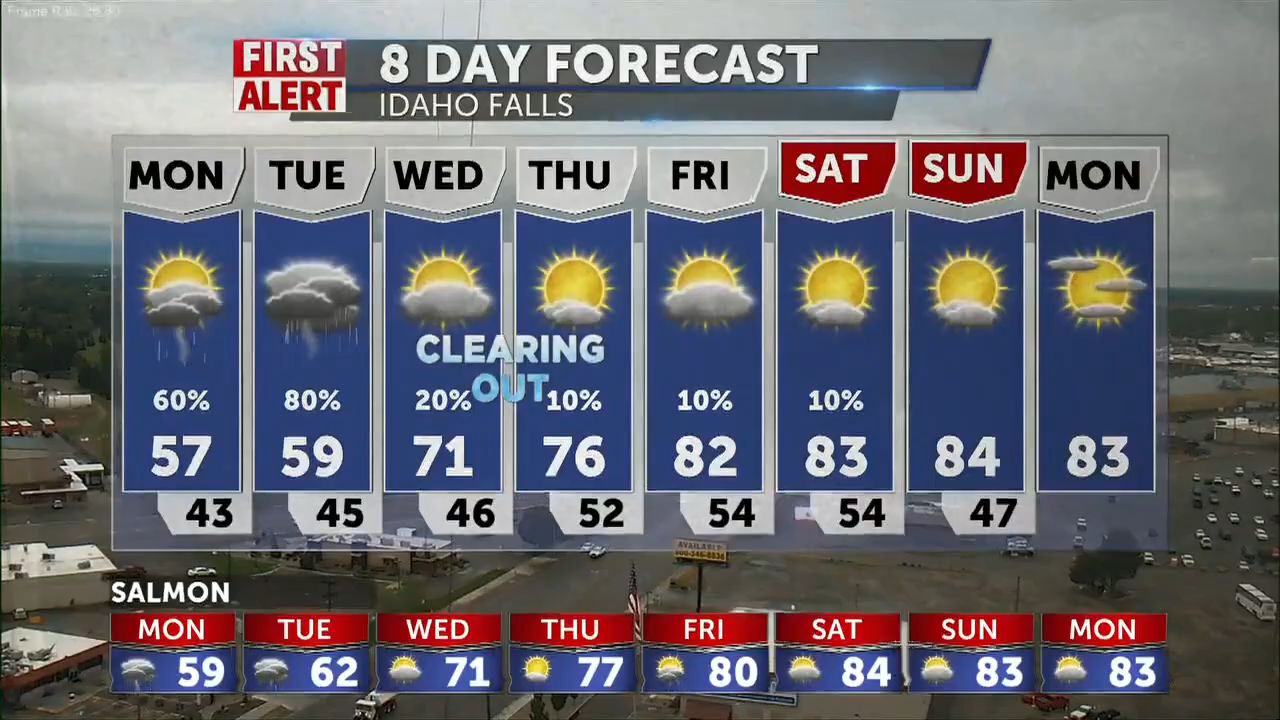 FIRST ALERT
8 DAY FORECAST
IDAHO FALLS
MON TUE WED THU FRI SAT SUN MON
CLEARING
OUT
60% 80% 20% 10% 10% 10%
57 59 71 76 82 83 84 83
43 45 46 52 54 54 47
AVAILABLE
SALMON
MON TUE WED THU FRI SAT SUN MON
59 62 71 77 80 84 83 83